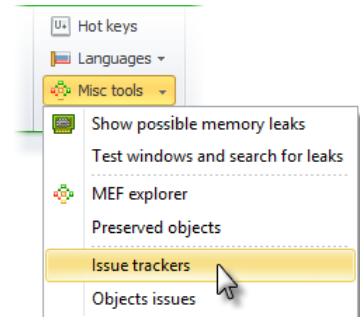 U+ Hot keys
Languages
Misc tools
Show possible memory leaks
Test windows and search for leaks
MEF explorer
Preserved objects
Issue trackers
Objects issues